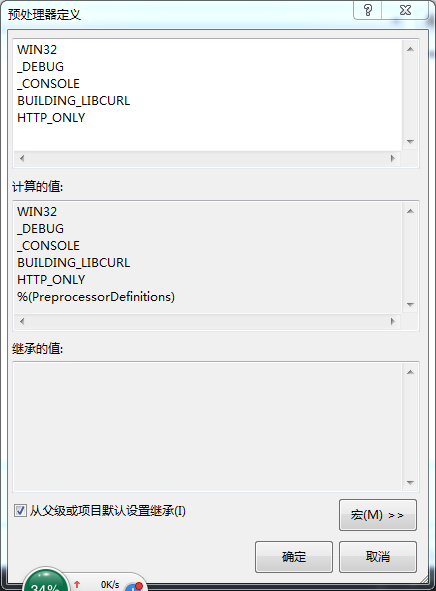 预处理器定义
WIN32
_DEBUG
_CONSOLE
BUILDING_LIBCURL
HTTP_ONLY
计算的值:
WIN32
_DEBUG
_CONSOLE
BUILDING_LIBCURL
HTTP_ONLY
%(PreprocessorDefinitions)
继承的值:
从父级或项目默认设置继承(I)
宏(M) >>
确定
取消
34%
0K/s